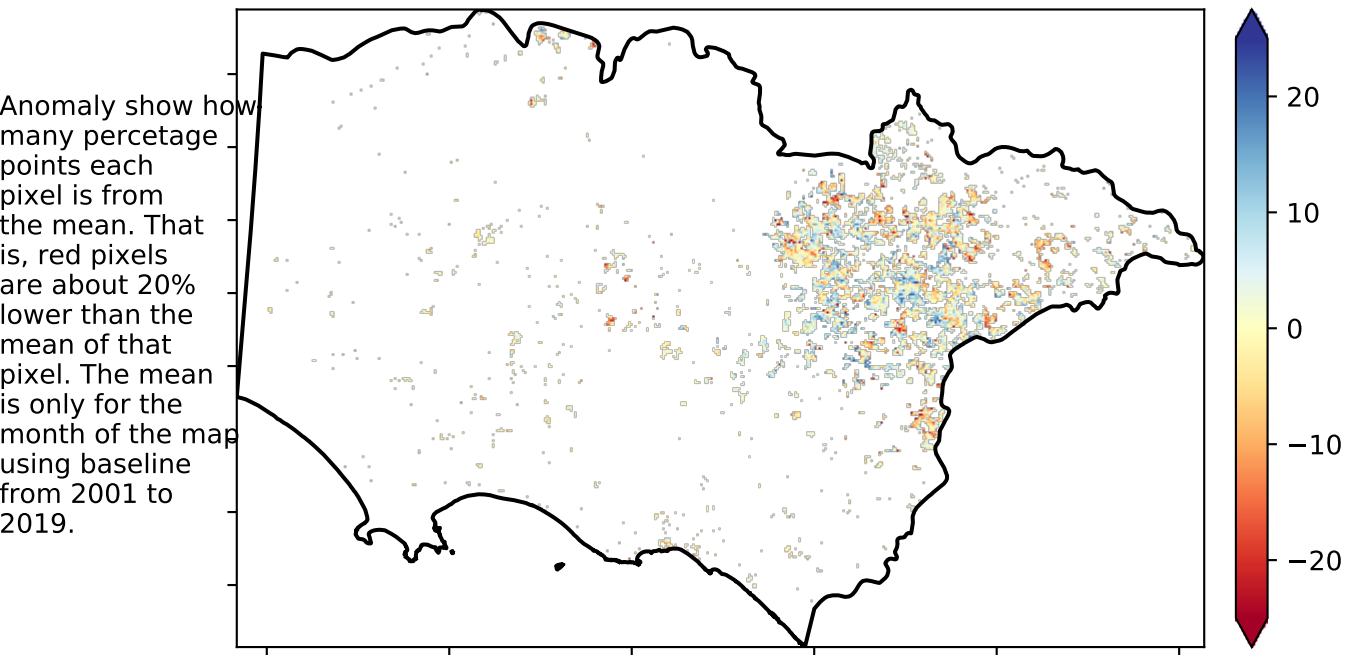 Anomaly show how
many percetage
points each
pixel is from
the mean. That
is, red pixels
are about 20%
lower than the
mean of that
pixel. The mean
is only for the
month of the map
using baseline
from 2001 to
2019.
20
10
0
−10
−20